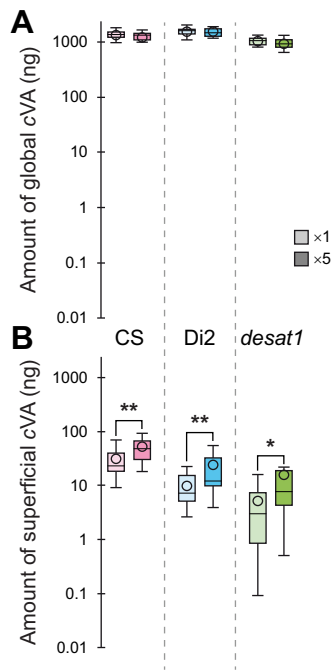 A
Amount of global cVA (ng)
1000
100
10
1
0.1
0.01
×1
×5
CS
Di2
desat1
B
Amount of superficial cVA (ng)
1000
100
10
1
0.1
0.01
**
**
*